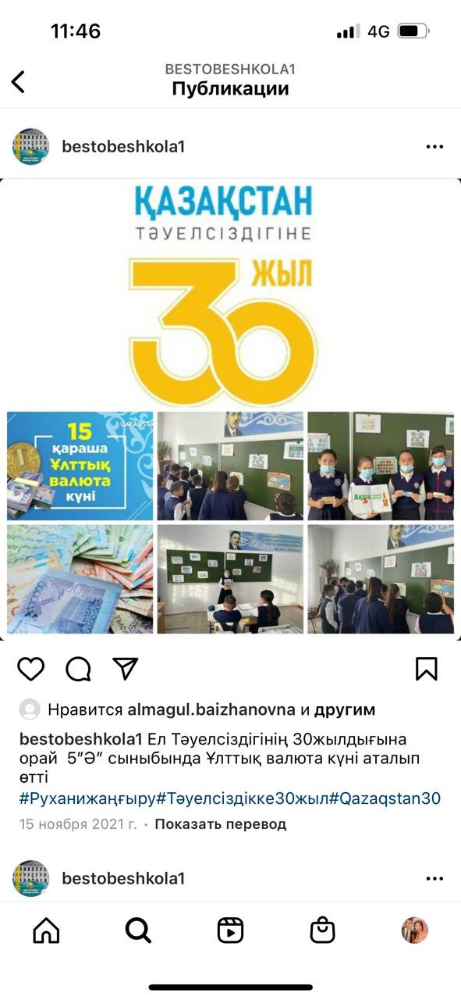 11:46
4G
BESTOBESHKOLA1
Публикации
bestobeshkola1
ҚАЗАҚСТАН
ТӘУЕЛСІЗДІГІНЕ
30 ЖЫЛ
15
қараша
Ұлттық
валюта
күні
Ақша
Нравится almagul.baizhanovna и другим
bestobeshkola1 Ел Тәуелсіздігінің 30жылдығына
орай 5”Ә” сыныбында Ұлттық валюта күні аталып
өтті
#Руханижаңғыру#Тәуелсіздікке30жыл#Qazaqstan30
15 ноября 2021 г. · Показать перевод
bestobeshkola1